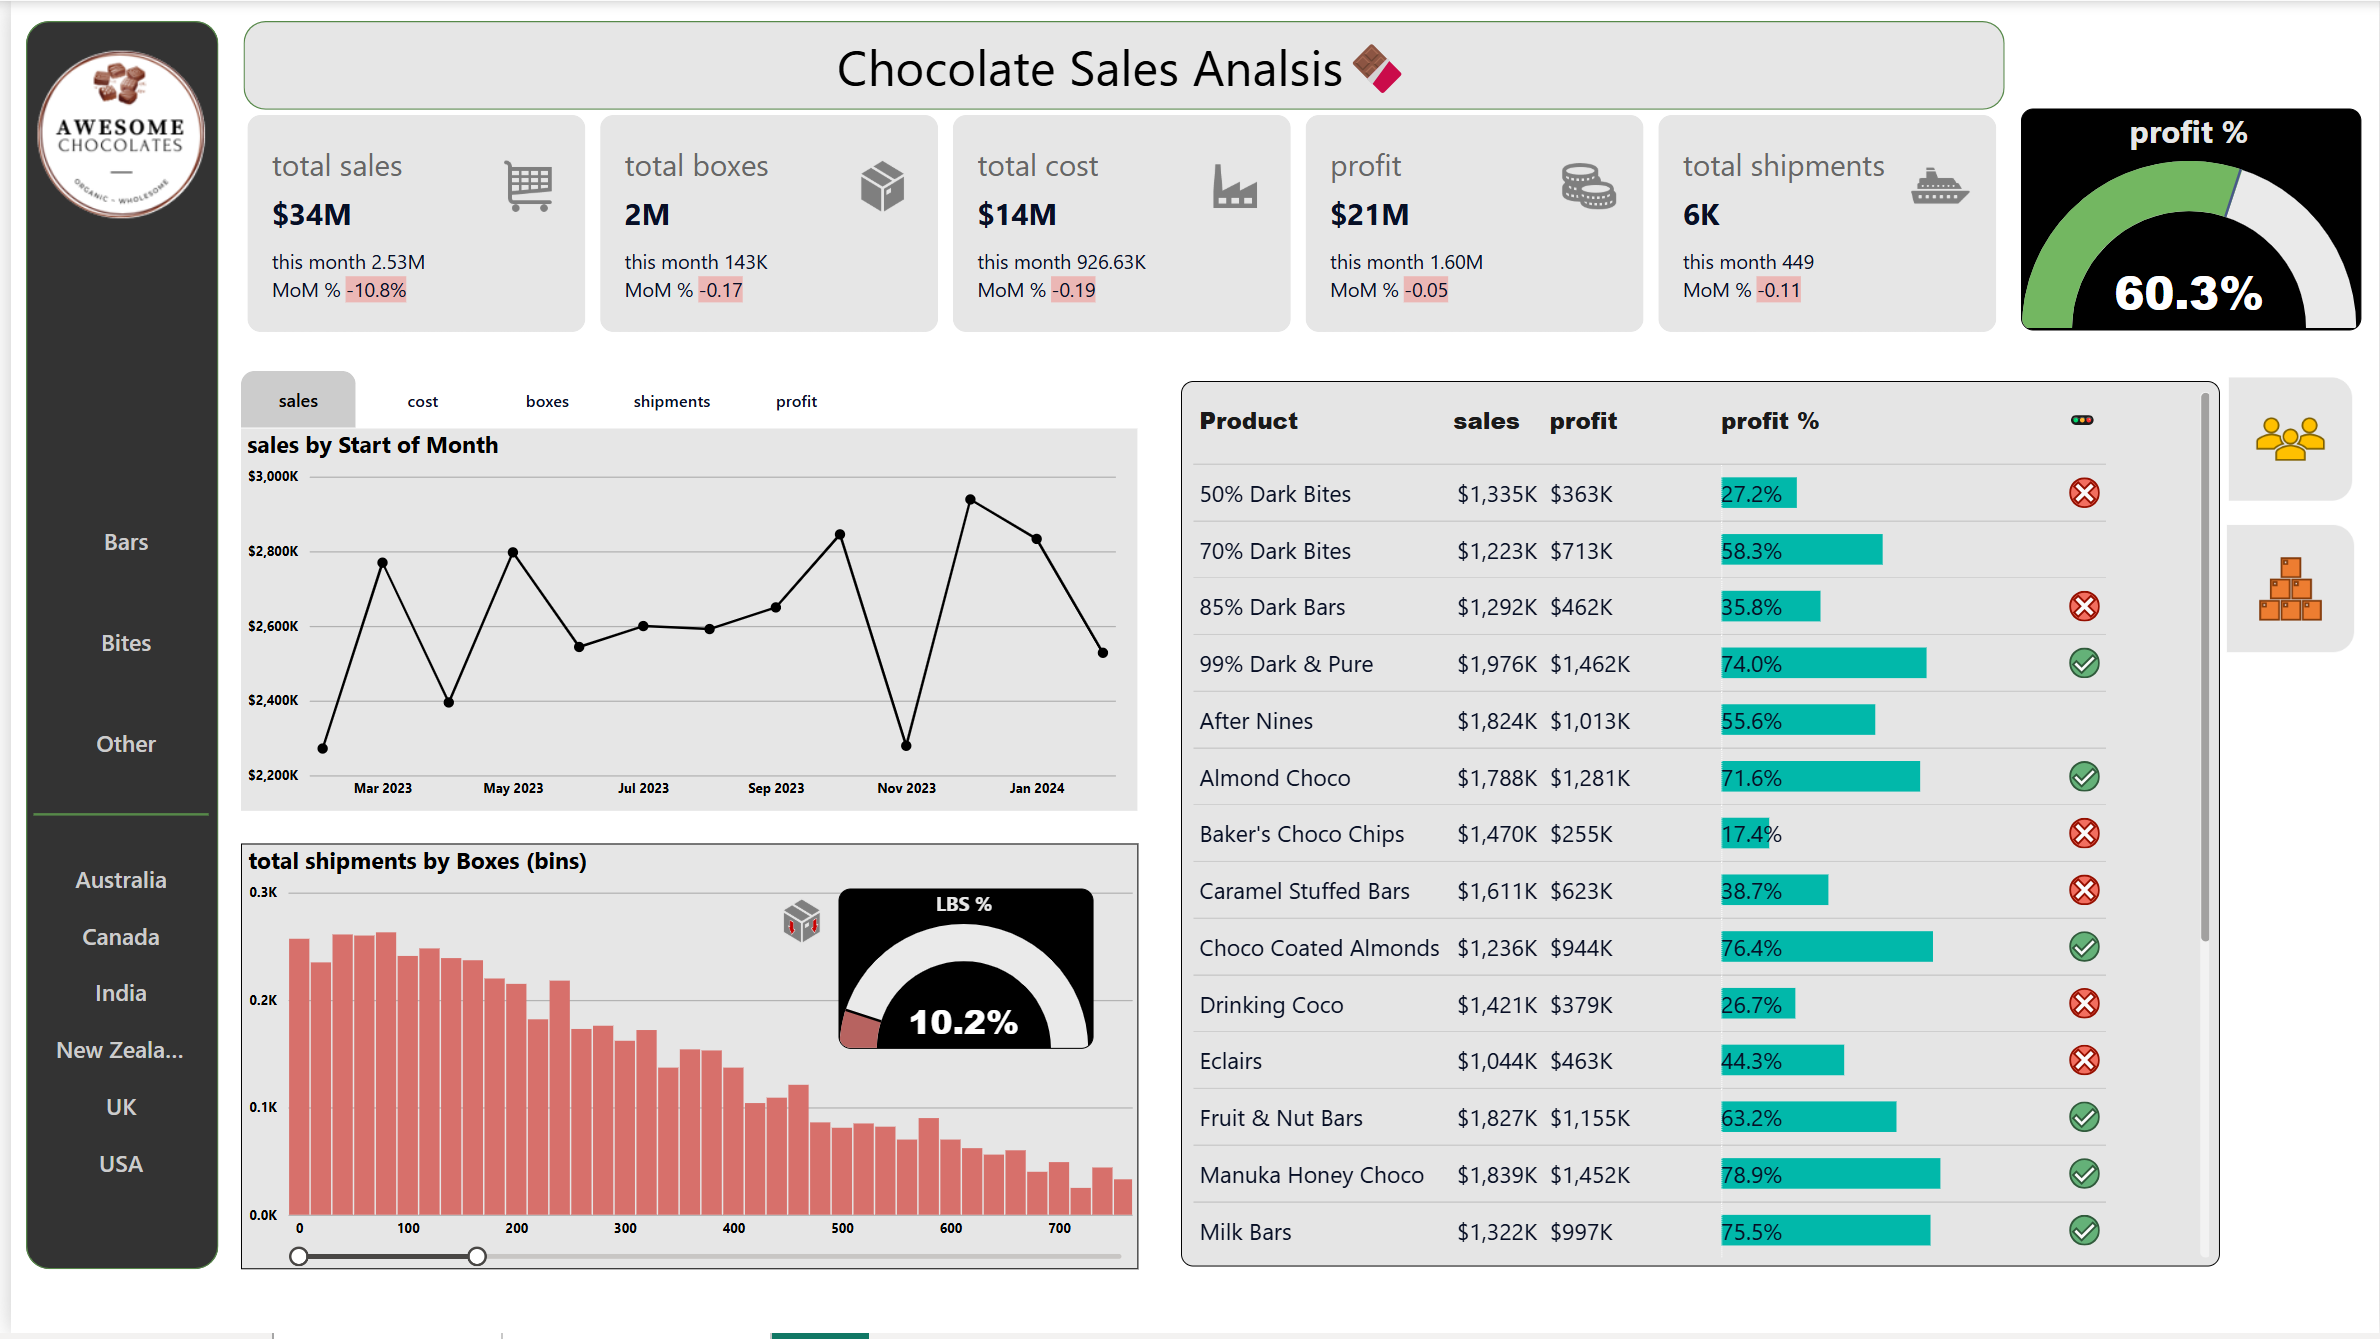 AWESOME
CHOCOLATES
ORGANIC - WHOLESOME
Bars
Bites
Other
Australia
Canada
India
New Zeala...
UK
USA
Chocolate Sales Analsis
total sales
$34M
this month 2.53M
MoM % -10.8%
total boxes
2M
this month 143K
MoM % -0.17
total cost
$14M
this month 926.63K
MoM % -0.19
profit
$21M
this month 1.60M
MoM % -0.05
total shipments
6K
this month 449
MoM % -0.11
profit %
60.3%
sales cost boxes shipments profit
sales by Start of Month
$3,000K
$2,800K
$2,600K
$2,400K
$2,200K
Mar 2023 May 2023 Jul 2023 Sep 2023 Nov 2023 Jan 2024
total shipments by Boxes (bins)
0.3K
0.2K
0.1K
0.0K
0 100 200 300 400 500 600 700
LBS %
10.2%
Product sales profit profit %
50% Dark Bites $1,335K $363K 27.2%
70% Dark Bites $1,223K $713K 58.3%
85% Dark Bars $1,292K $462K 35.8%
99% Dark & Pure $1,976K $1,462K 74.0%
After Nines $1,824K $1,013K 55.6%
Almond Choco $1,788K $1,281K 71.6%
Baker's Choco Chips $1,470K $255K 17.4%
Caramel Stuffed Bars $1,611K $623K 38.7%
Choco Coated Almonds $1,236K $944K 76.4%
Drinking Coco $1,421K $379K 26.7%
Eclairs $1,044K $463K 44.3%
Fruit & Nut Bars $1,827K $1,155K 63.2%
Manuka Honey Choco $1,839K $1,452K 78.9%
Milk Bars $1,322K $997K 75.5%